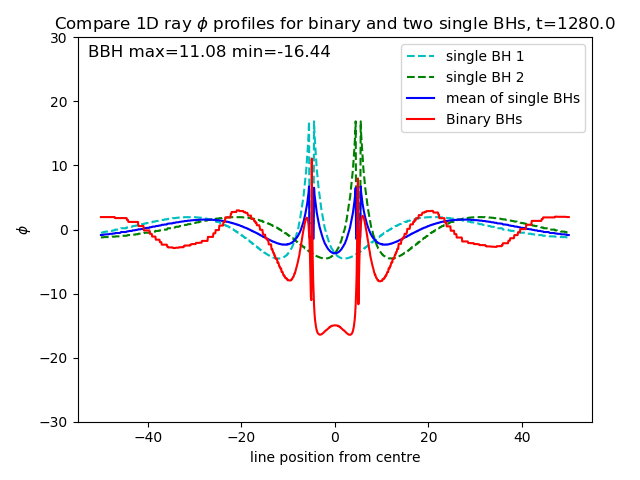 Compare 1D ray ϕ profiles for binary and two single BHs, t=1280.0
BBH max=11.08 min=-16.44
single BH 1
single BH 2
mean of single BHs
Binary BHs
30
20
10
0
−10
−20
−30
ϕ
−40
−20
0
20
40
line position from centre